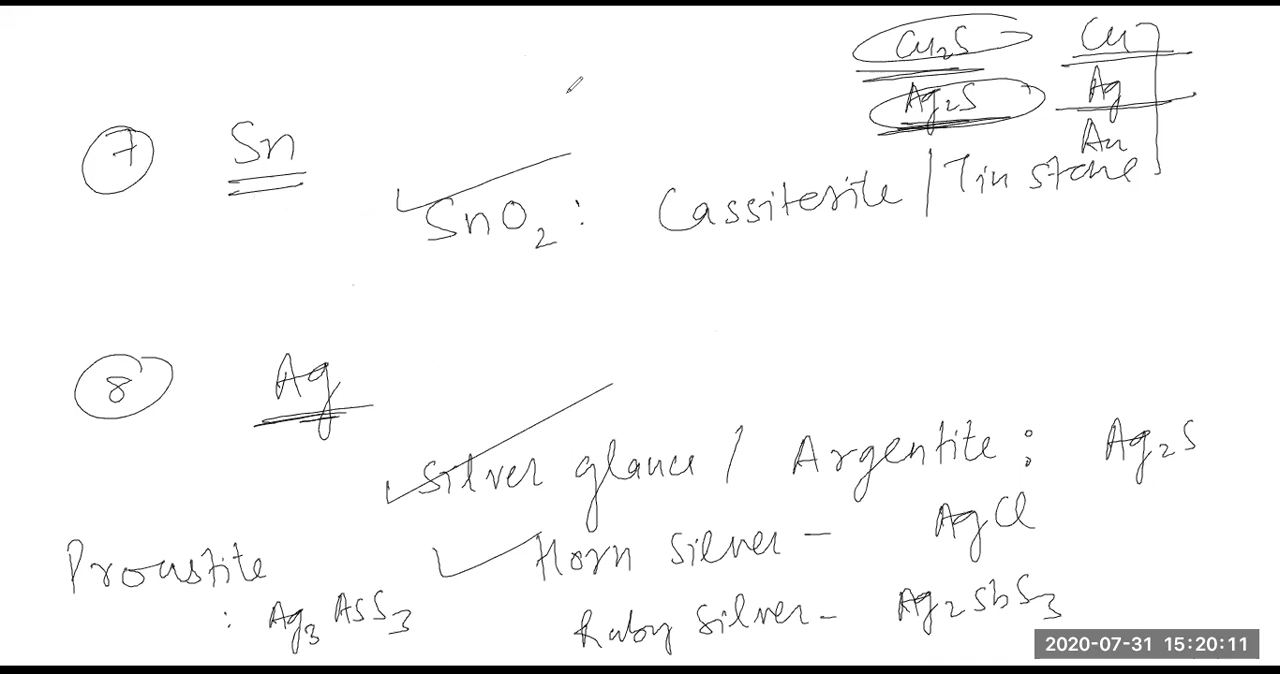 Cu₂S Cu
Ag₂S Ag
Au
7 Sn
SnO₂ : Cassiterite / Tin stone
8 Ag
Silver glance / Argentite : Ag₂S
Horn silver – AgCl
Proustite
: Ag₃AsS₃
Ruby silver – Ag₂SbS₃
2020-07-31 15:20:11